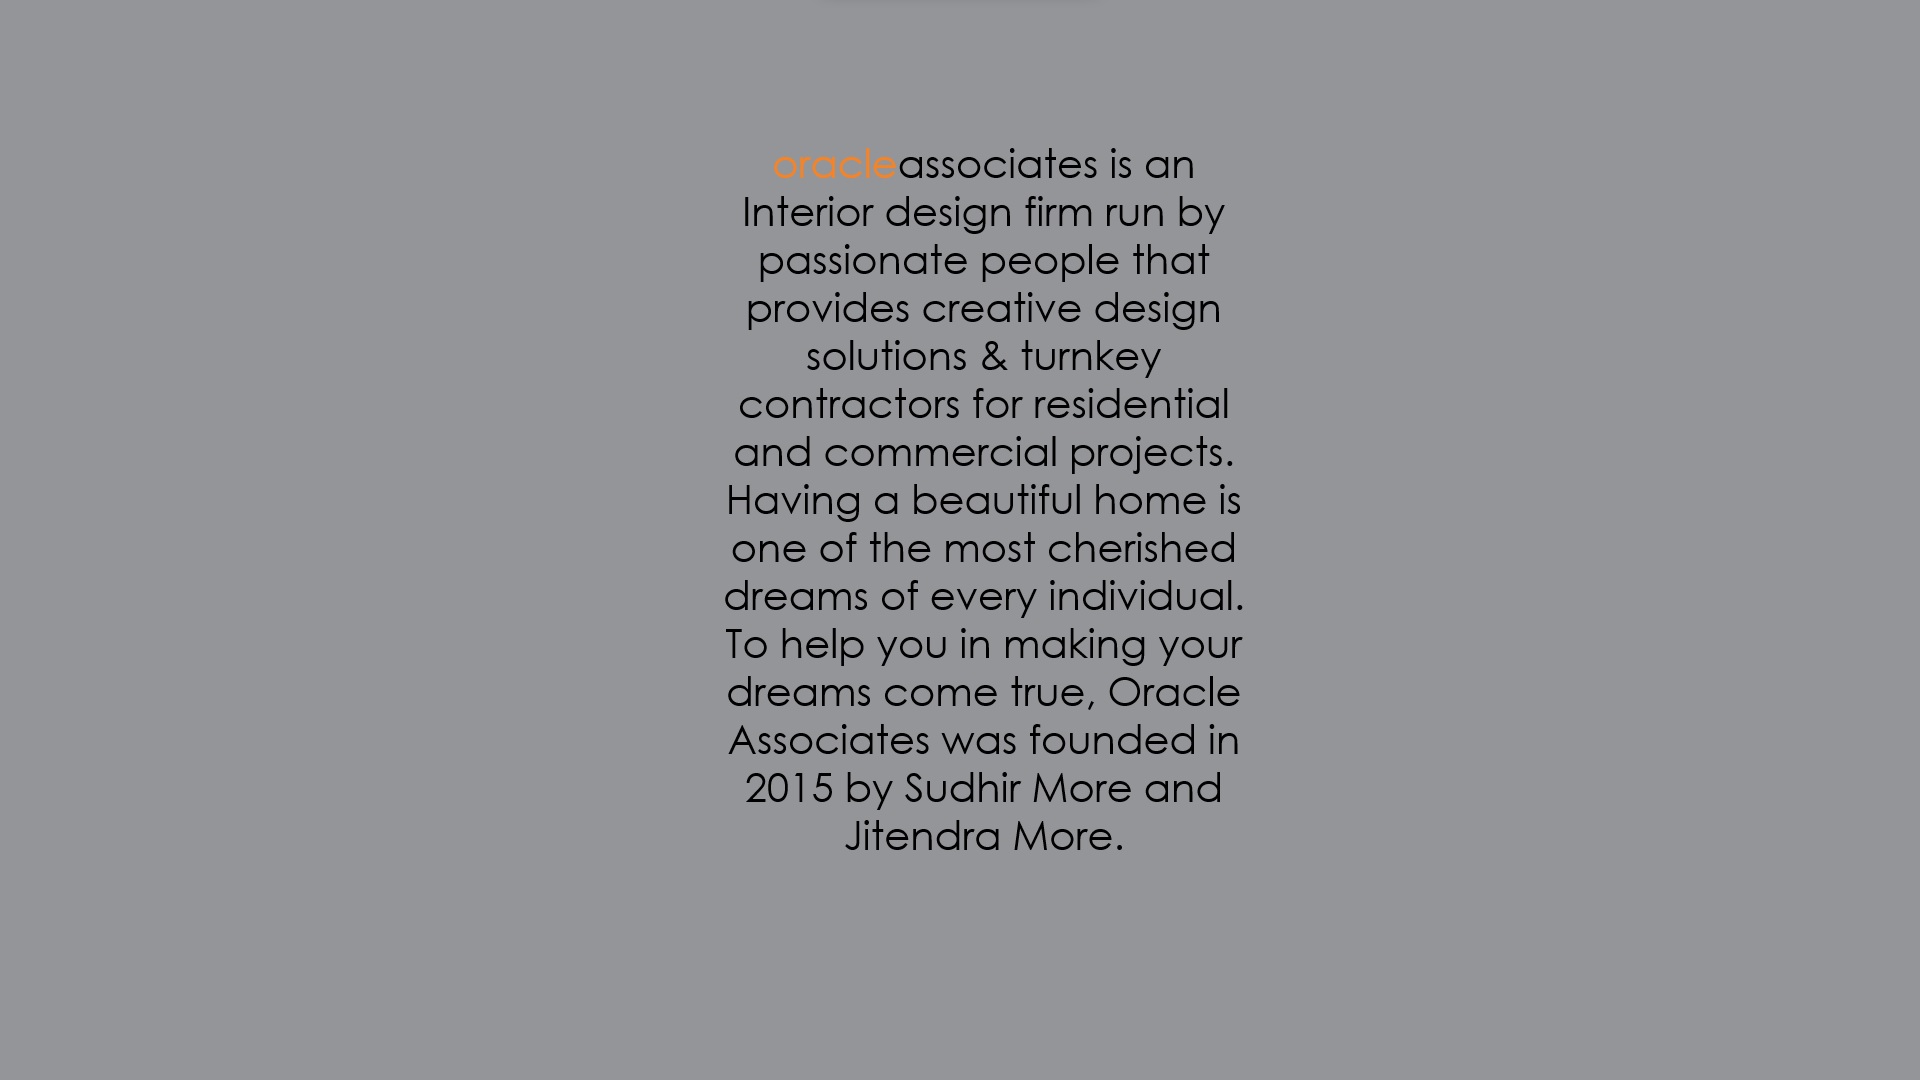 oracleassociates is an
Interior design firm run by
passionate people that
provides creative design
solutions & turnkey
contractors for residential
and commercial projects.
Having a beautiful home is
one of the most cherished
dreams of every individual.
To help you in making your
dreams come true, Oracle
Associates was founded in
2015 by Sudhir More and
Jitendra More.